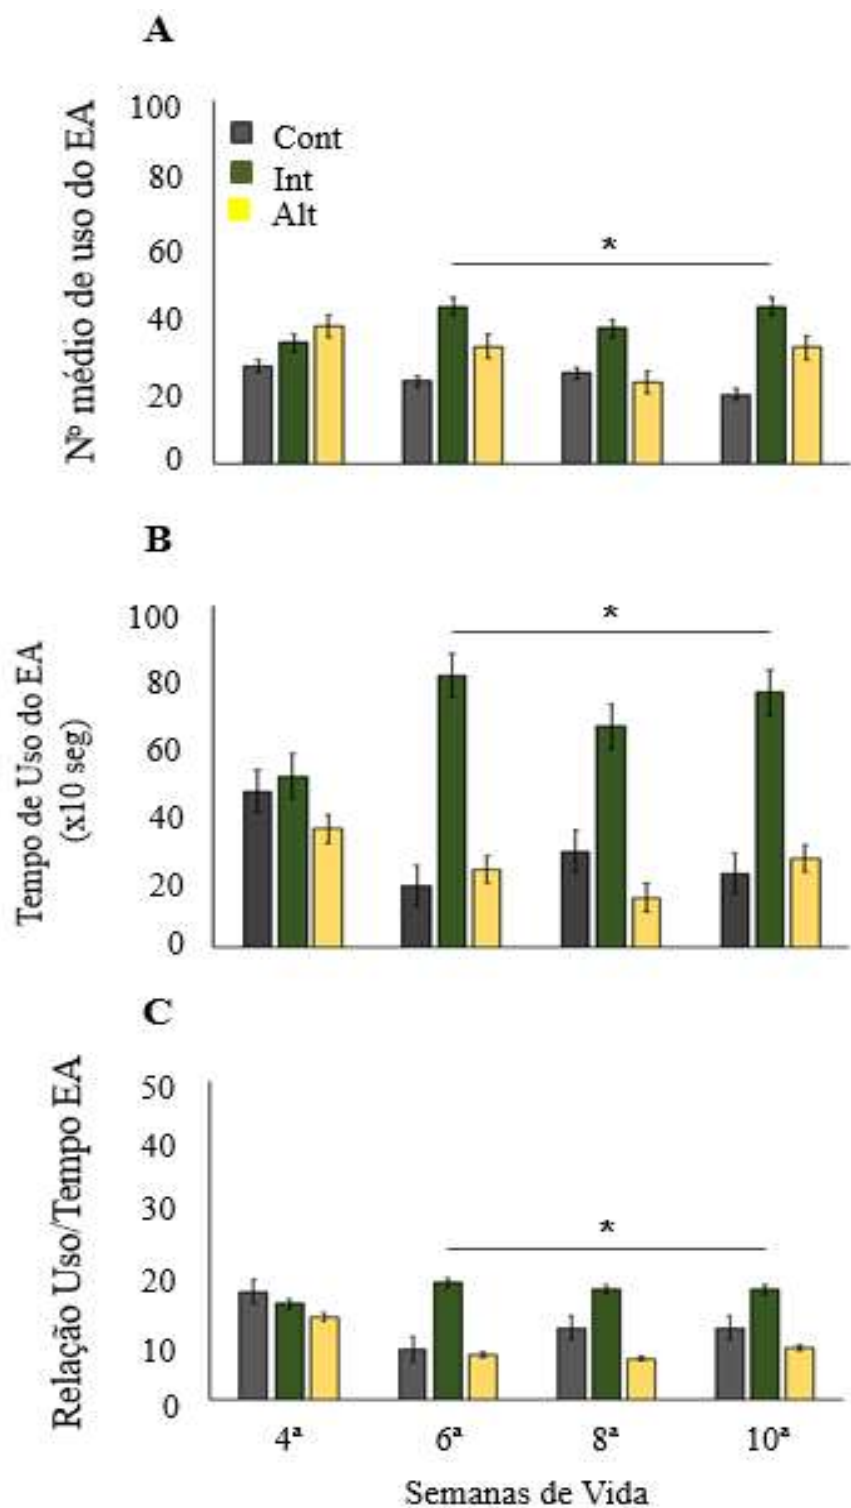 A
Nº médio de uso do EA
100
80
60
40
20
0
Cont
Int
Alt
*
B
Tempo de Uso do EA
(x10 seg)
100
80
60
40
20
0
*
C
Relação Uso/Tempo EA
50
40
30
20
10
0
*
4ª 6ª 8ª 10ª
Semanas de Vida